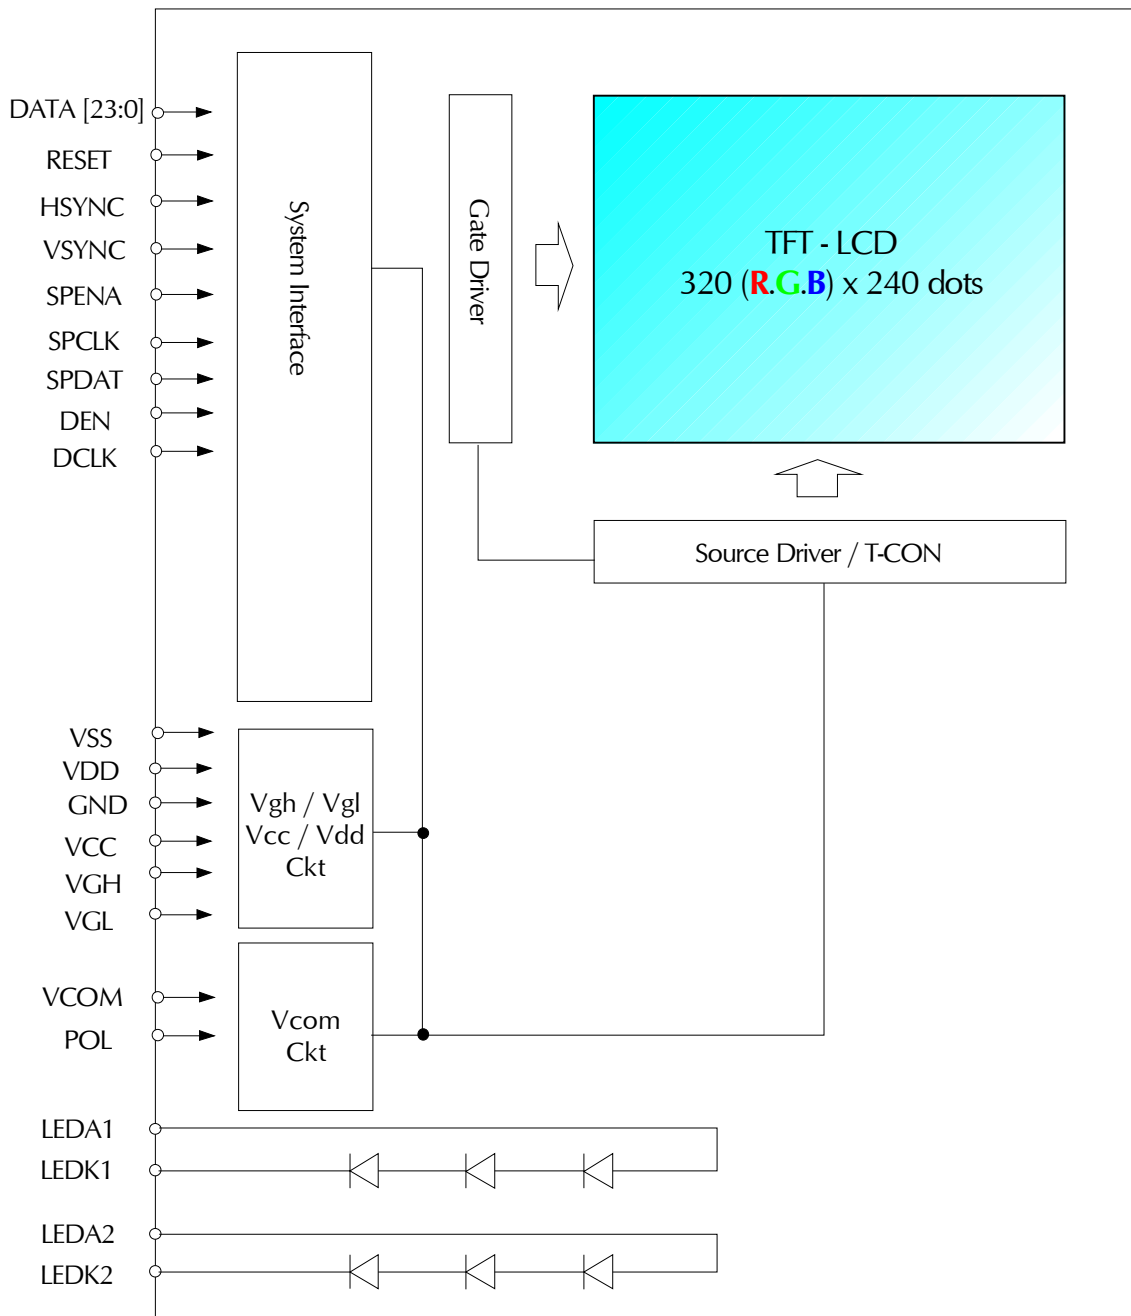 DATA [23:0]
RESET
HSYNC
VSYNC
SPENA
SPCLK
SPDAT
DEN
DCLK
System Interface
Gate Driver
TFT - LCD
320 (R.G.B) x 240 dots
Source Driver / T-CON
VSS
VDD
GND
VCC
VGH
VGL
Vgh / Vgl
Vcc / Vdd
Ckt
VCOM
POL
Vcom
Ckt
LEDA1
LEDK1
LEDA2
LEDK2